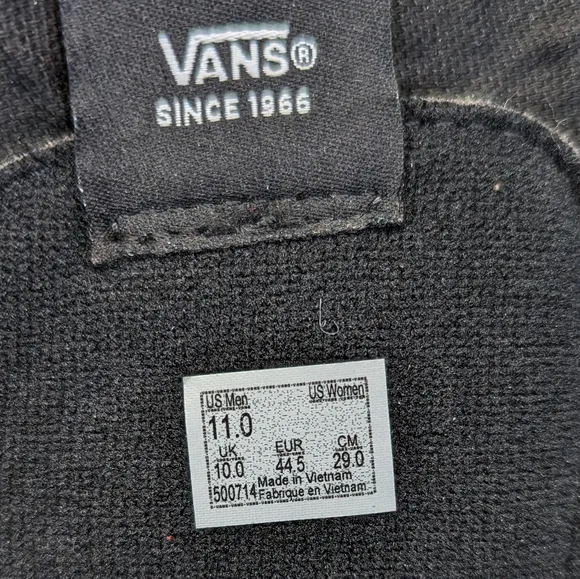 VANS®
SINCE 1966
US Men US Women
11.0
UK EUR CM
10.0 44.5 29.0
500714 Made in Vietnam
Fabrique en Vietnam